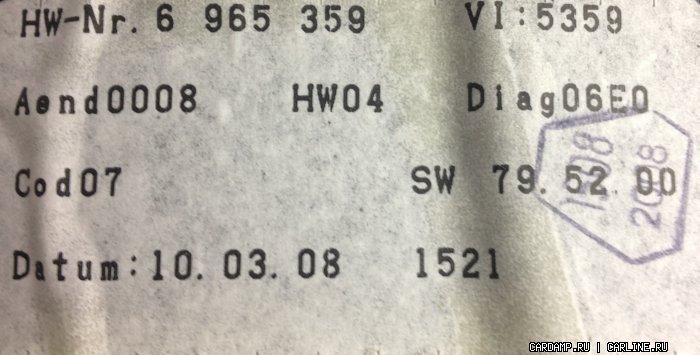 HW-Nr. 6 965 359 VI:5359
Aend0008 HW04 Diag06E0
Cod07 SW 79.52.00
Datum:10.03.08 1521
2008
CARDAMP.RU | CARLINE.RU